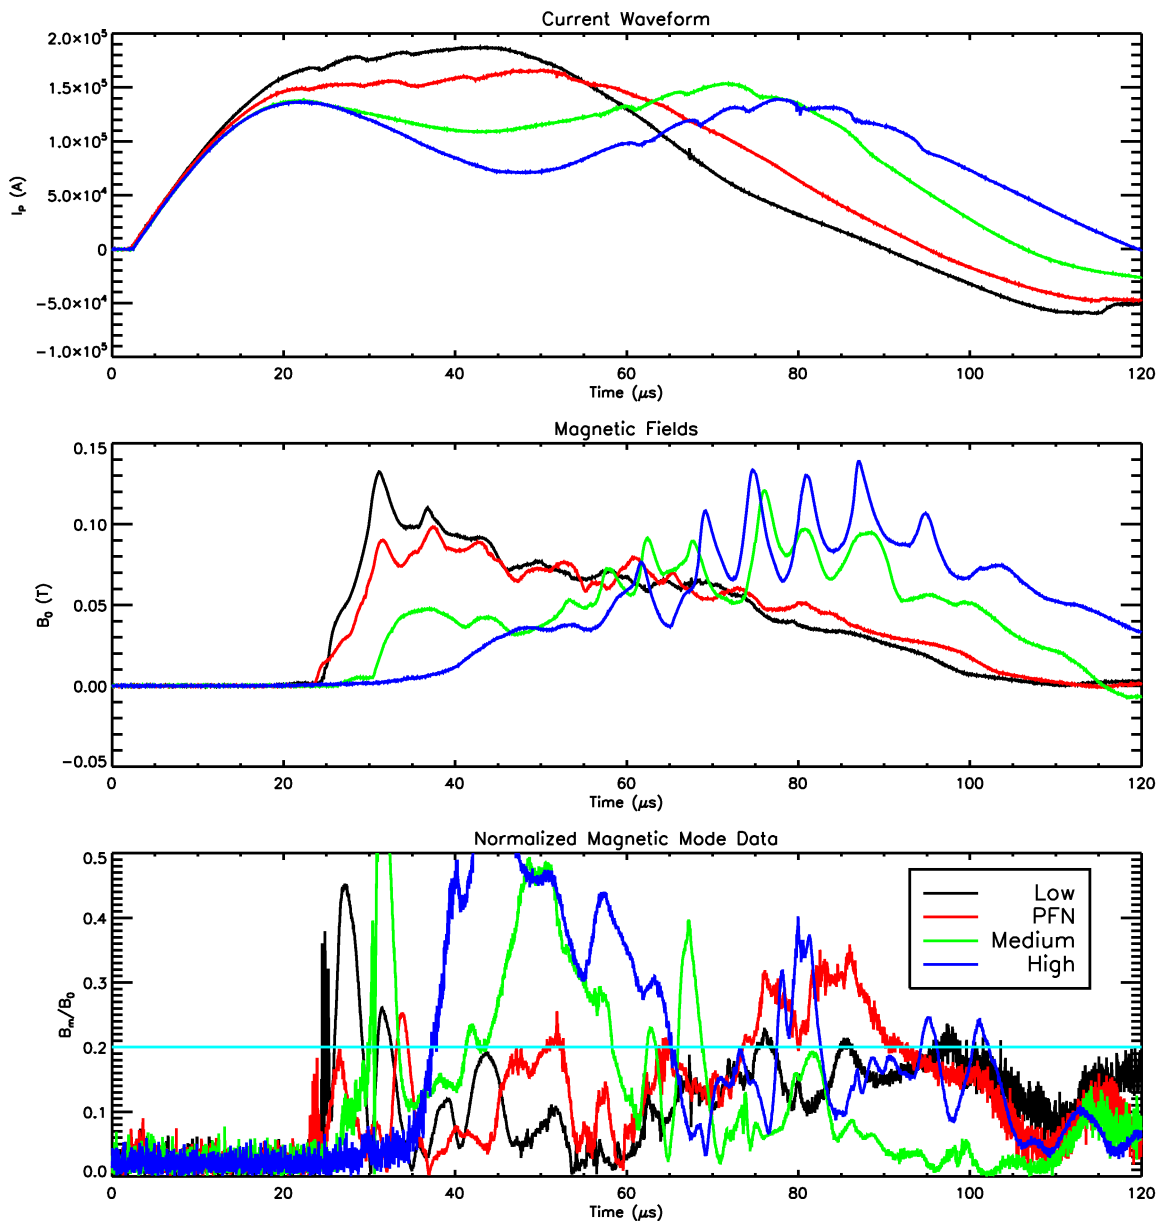 Current Waveform
2.0×10⁵
1.5×10⁵
1.0×10⁵
5.0×10⁴
0
−5.0×10⁴
−1.0×10⁵
I_P (A)
0 20 40 60 80 100 120
Time (μs)
Magnetic Fields
0.15
0.10
0.05
0.00
−0.05
B_0 (T)
0 20 40 60 80 100 120
Time (μs)
Normalized Magnetic Mode Data
0.5
0.4
0.3
0.2
0.1
0.0
B_m/B_0
Low
PFN
Medium
High
0 20 40 60 80 100 120
Time (μs)